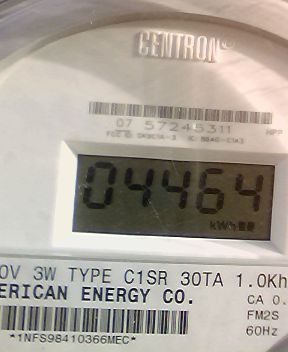 CENTRON®
07 57245311
04464
kWh
0V 3W TYPE C1SR 30TA 1.0Kh
ERICAN ENERGY CO.
CA 0.
FM2S
*1NFS98410366MEC*
60Hz